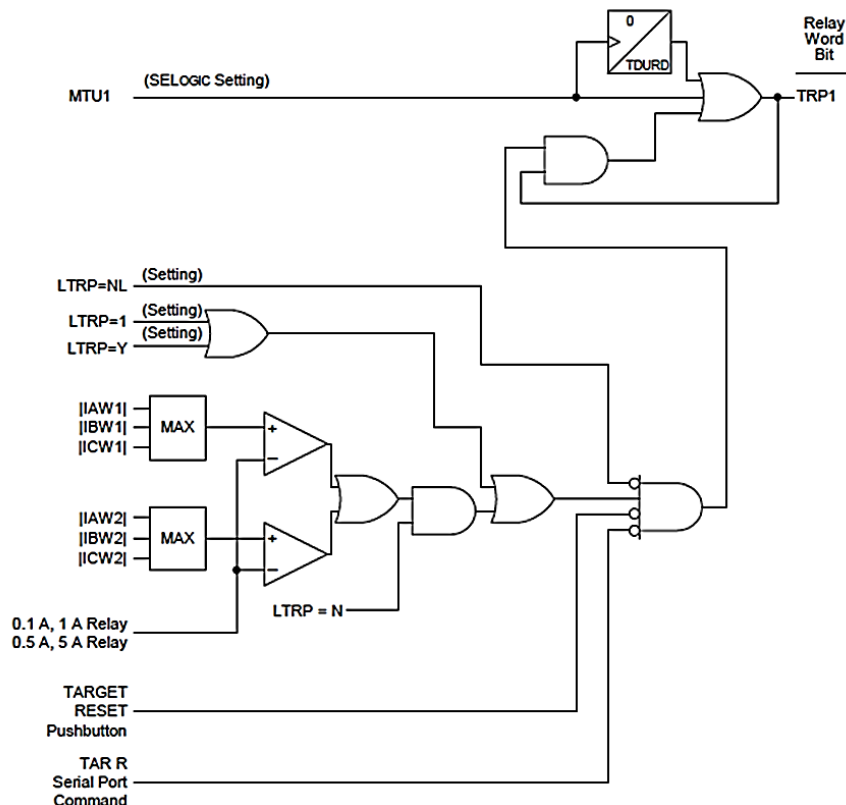 0
TDURD
Relay
Word
Bit
MTU1
(SELOGIC Setting)
TRP1
LTRP=NL
(Setting)
LTRP=1
(Setting)
LTRP=Y
(Setting)
|IAW1|
|IBW1|
|ICW1|
MAX
+
−
|IAW2|
|IBW2|
|ICW2|
MAX
+
−
LTRP = N
0.1 A, 1 A Relay
0.5 A, 5 A Relay
TARGET
RESET
Pushbutton
TAR R
Serial Port
Command